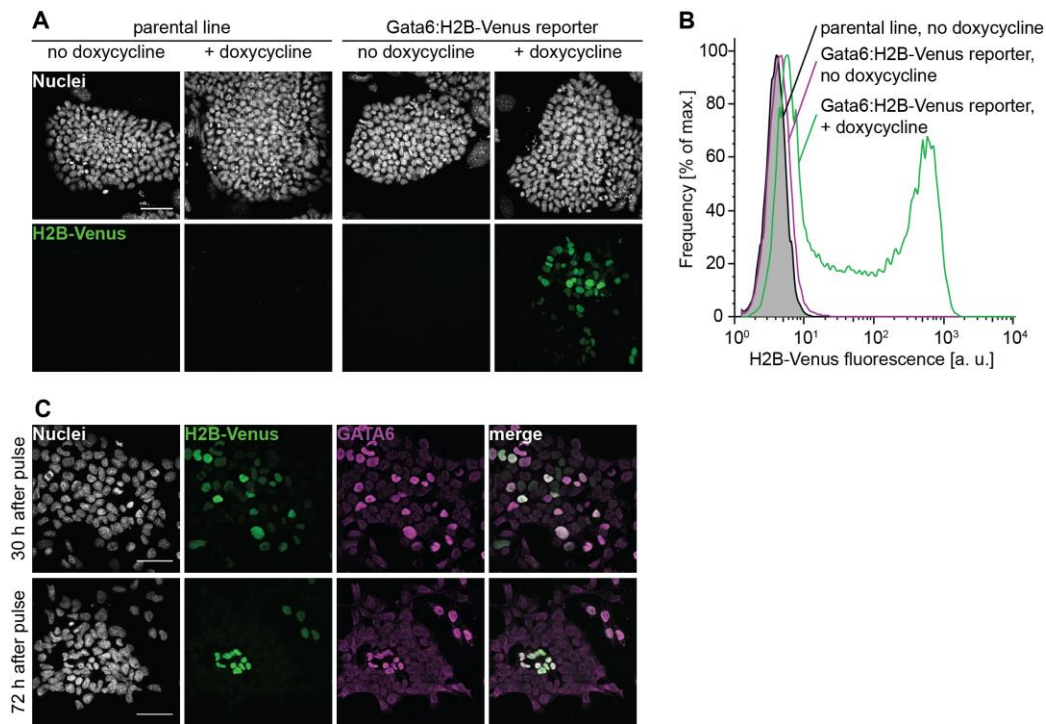 A
parental line
Gata6:H2B-Venus reporter
no doxycycline
+ doxycycline
no doxycycline
+ doxycycline
Nuclei
H2B-Venus
B
parental line, no doxycycline
Gata6:H2B-Venus reporter,
no doxycycline
Gata6:H2B-Venus reporter,
+ doxycycline
Frequency [% of max.]
100
80
60
40
20
0
10⁰
10¹
10²
10³
10⁴
H2B-Venus fluorescence [a. u.]
C
Nuclei
H2B-Venus
GATA6
merge
30 h after pulse
72 h after pulse